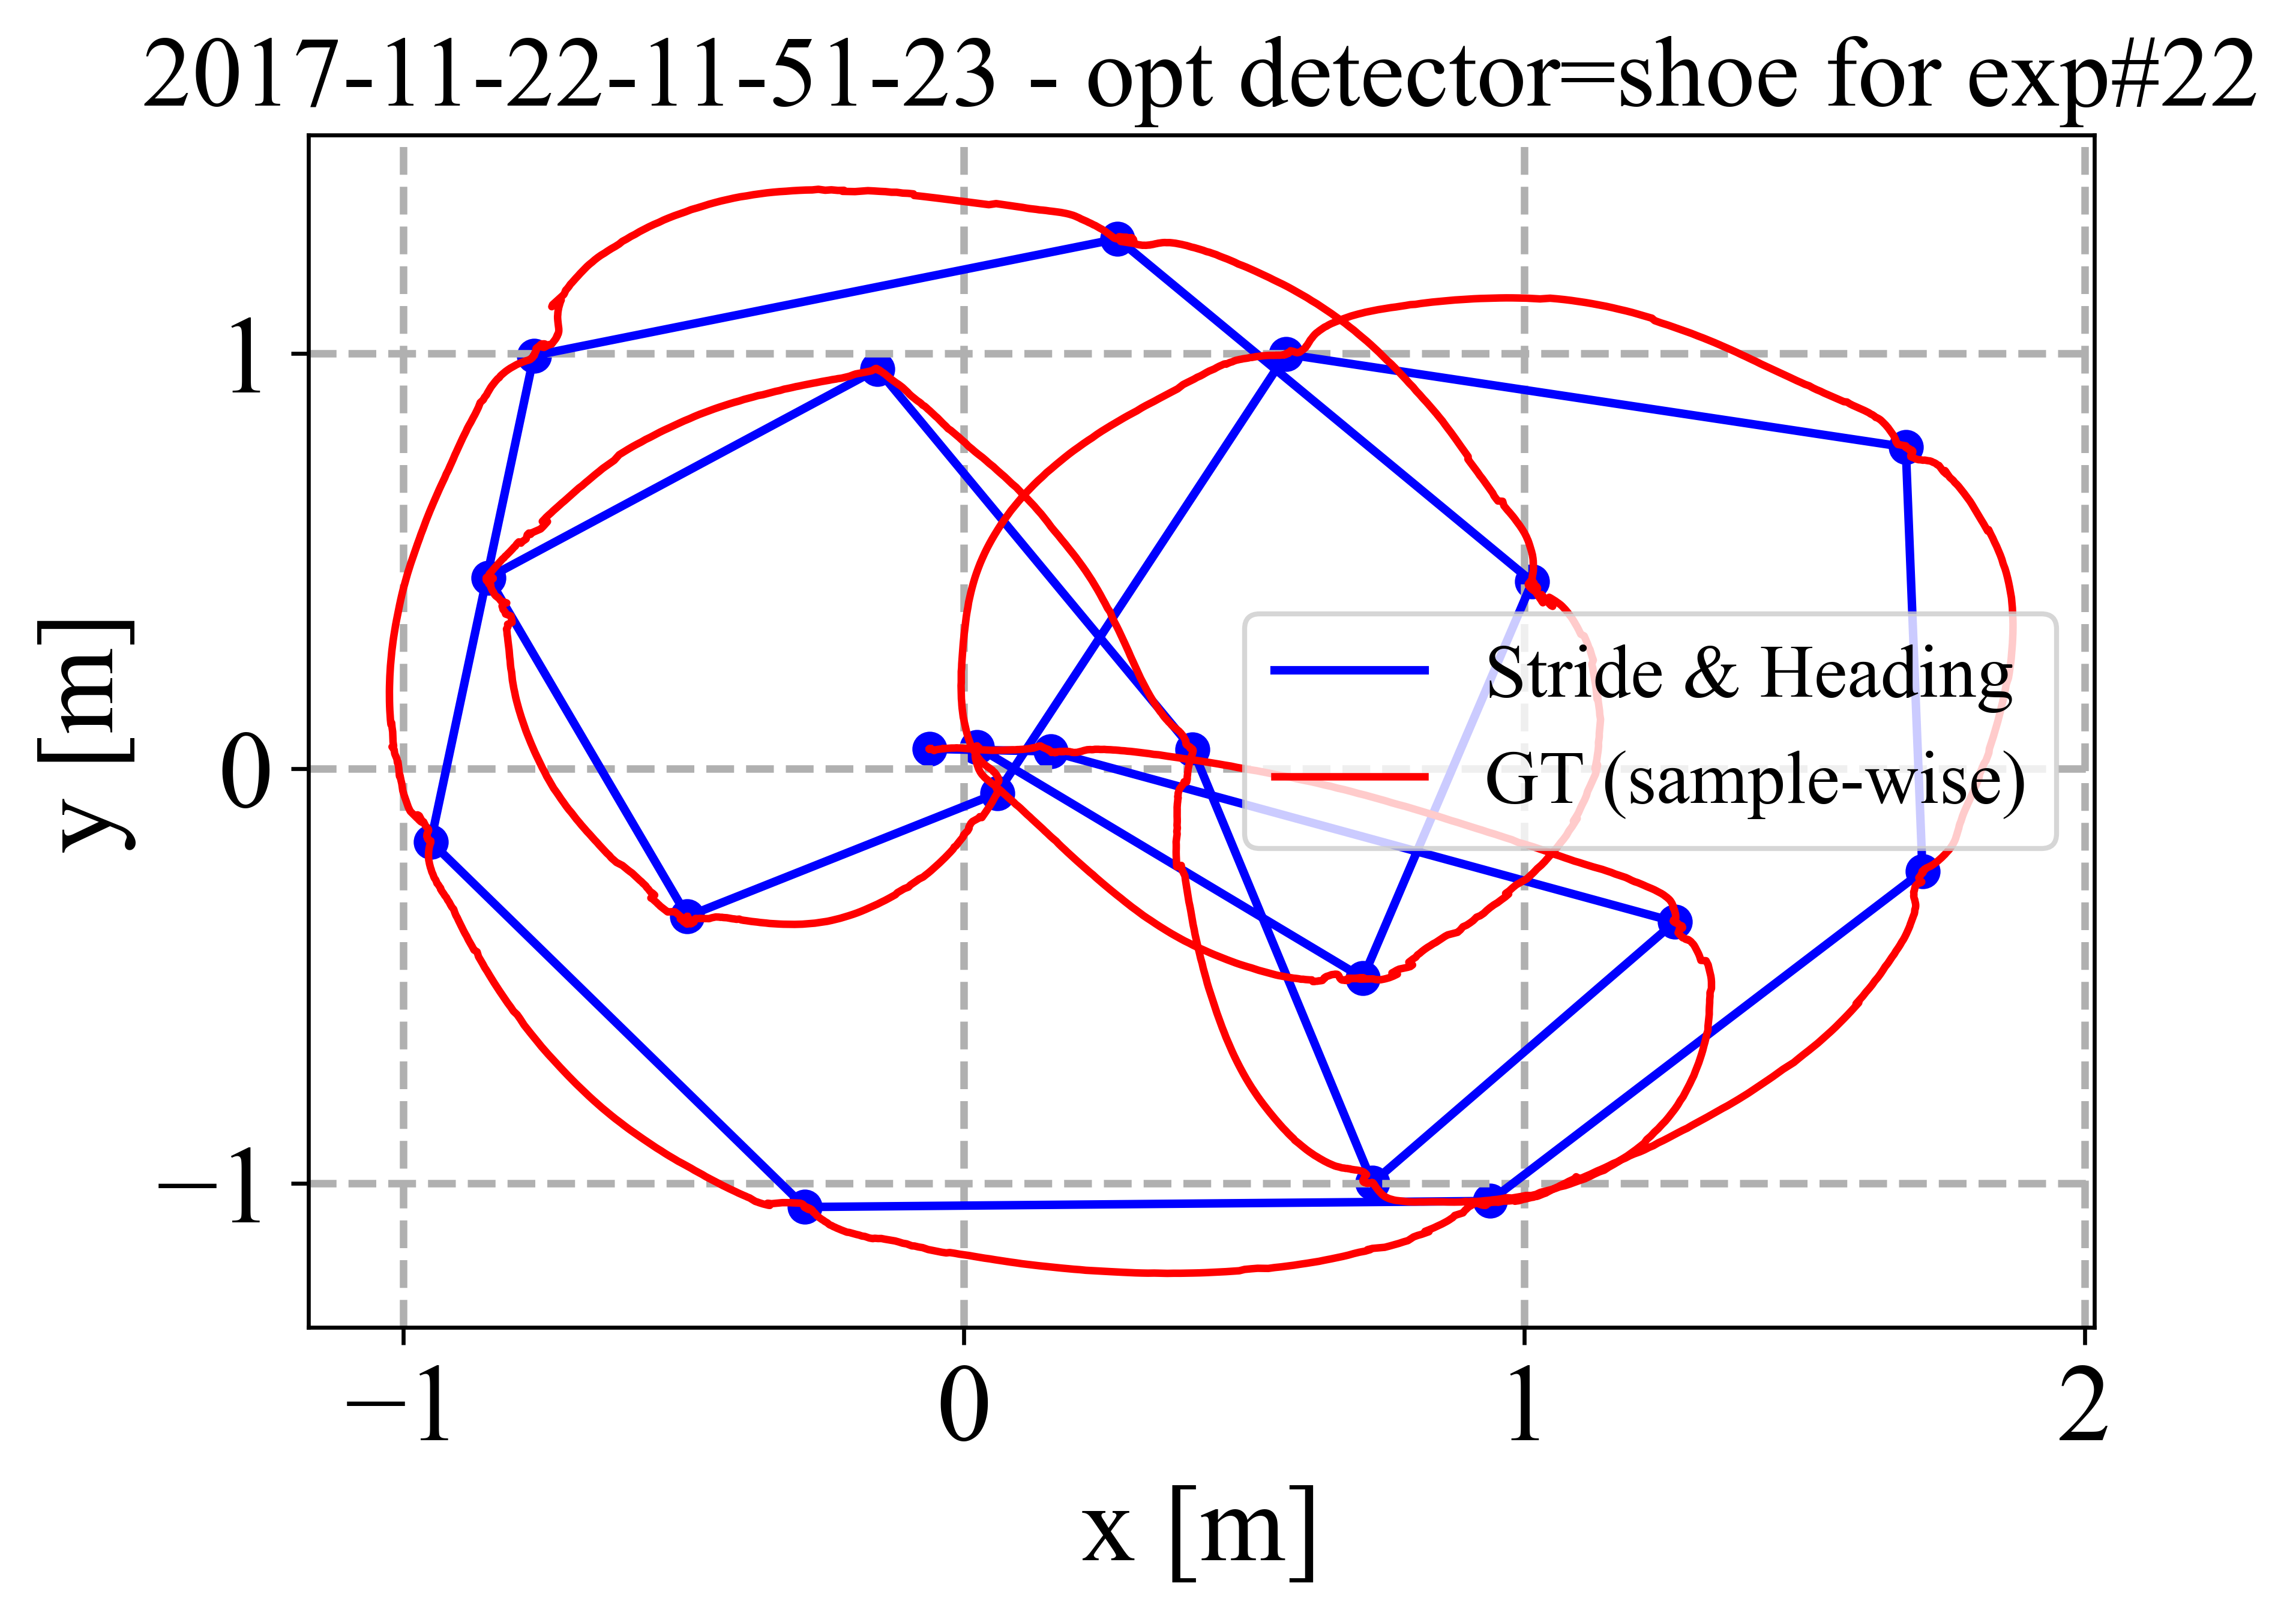 2017-11-22-11-51-23 - opt detector=shoe for exp#22
y [m]
1
0
−1
Stride & Heading
GT (sample-wise)
−1 0 1 2
x [m]